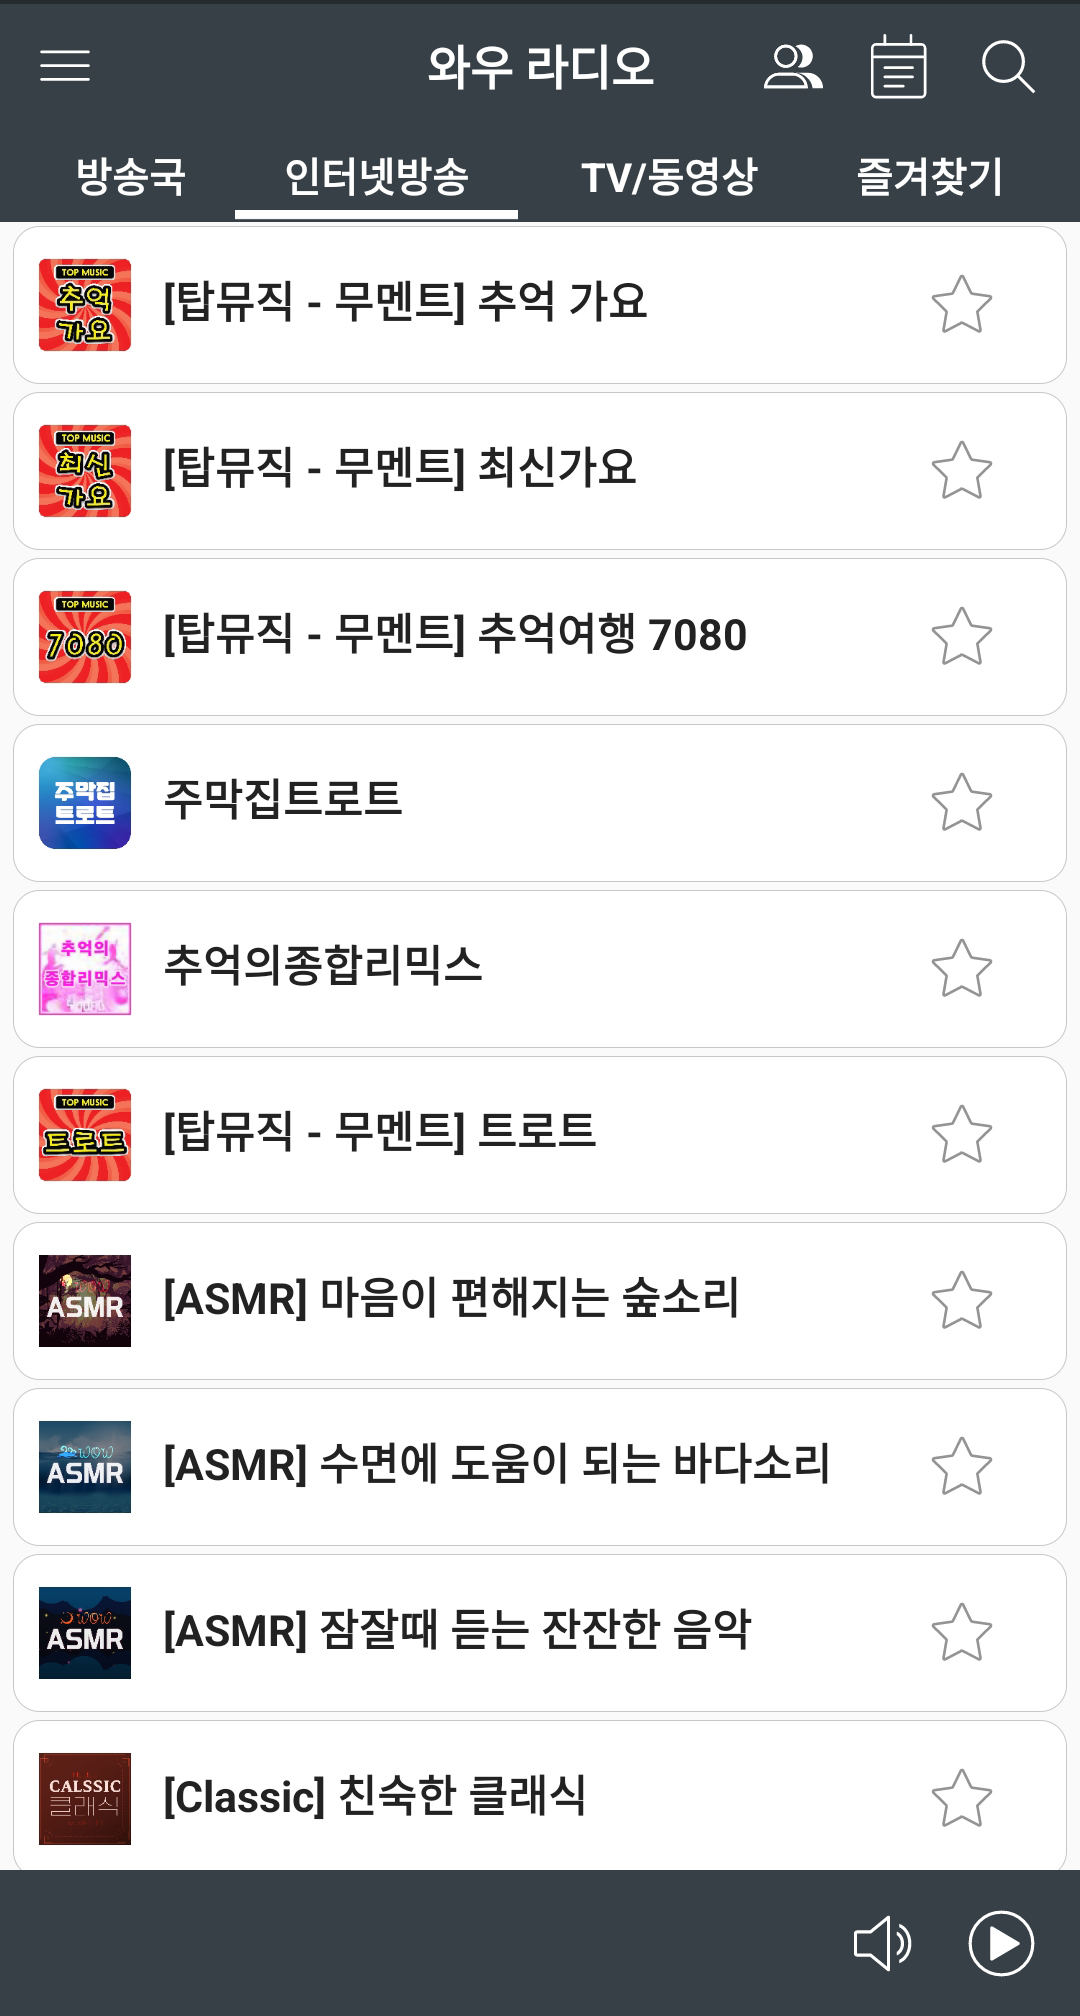 와우 라디오
방송국 인터넷방송 TV/동영상 즐겨찾기
TOP MUSIC
추억
가요
[탑뮤직 - 무멘트] 추억 가요
TOP MUSIC
최신
가요
[탑뮤직 - 무멘트] 최신가요
TOP MUSIC
7080
[탑뮤직 - 무멘트] 추억여행 7080
주막집
트로트
주막집트로트
추억의
종합리믹스
추억의종합리믹스
TOP MUSIC
트로트
[탑뮤직 - 무멘트] 트로트
ASMR
[ASMR] 마음이 편해지는 숲소리
WOW
ASMR
[ASMR] 수면에 도움이 되는 바다소리
WOW
ASMR
[ASMR] 잠잘때 듣는 잔잔한 음악
CALSSIC
클래식
[Classic] 친숙한 클래식